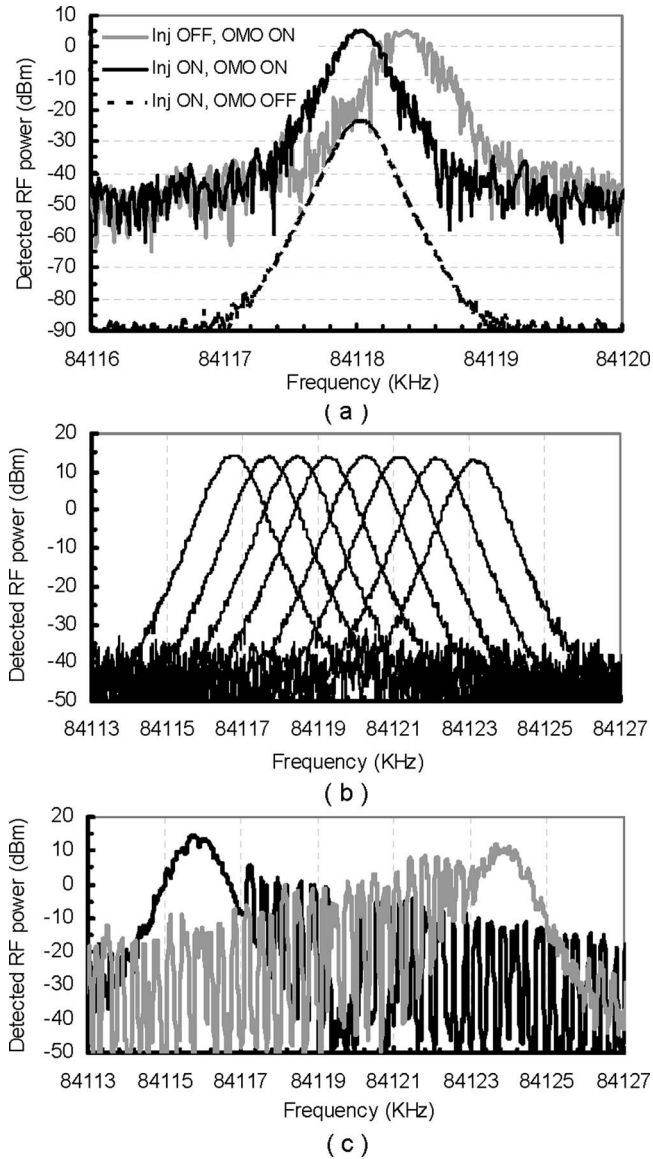 10
0
-10
-20
-30
-40
-50
-60
-70
-80
-90
Detected RF power (dBm)
Inj OFF, OMO ON
Inj ON, OMO ON
Inj ON, OMO OFF
84116 84117 84118 84119 84120
Frequency (KHz)
( a )
20
10
0
-10
-20
-30
-40
-50
Detected RF power (dBm)
84113 84115 84117 84119 84121 84123 84125 84127
Frequency (KHz)
( b )
20
10
0
-10
-20
-30
-40
-50
Detected RF power (dBm)
84113 84115 84117 84119 84121 84123 84125 84127
Frequency (KHz)
( c )